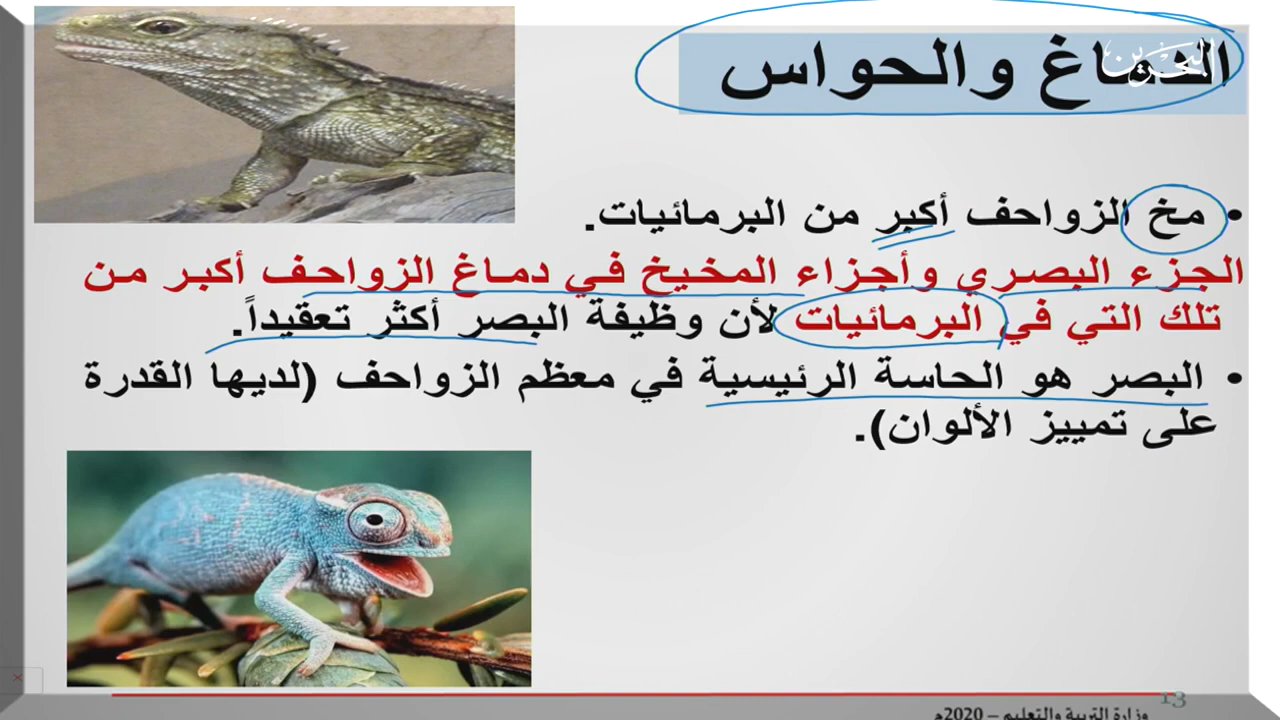 الدماغ والحواس
البحرين
• مخ الزواحف أكبر من البرمائيات.
الجزء البصري وأجزاء المخيخ في دماغ الزواحف أكبر من
تلك التي في البرمائيات لأن وظيفة البصر أكثر تعقيداً.
• البصر هو الحاسة الرئيسية في معظم الزواحف (لديها القدرة
على تمييز الألوان).
13
وزارة التربية والتعليم – 2020م